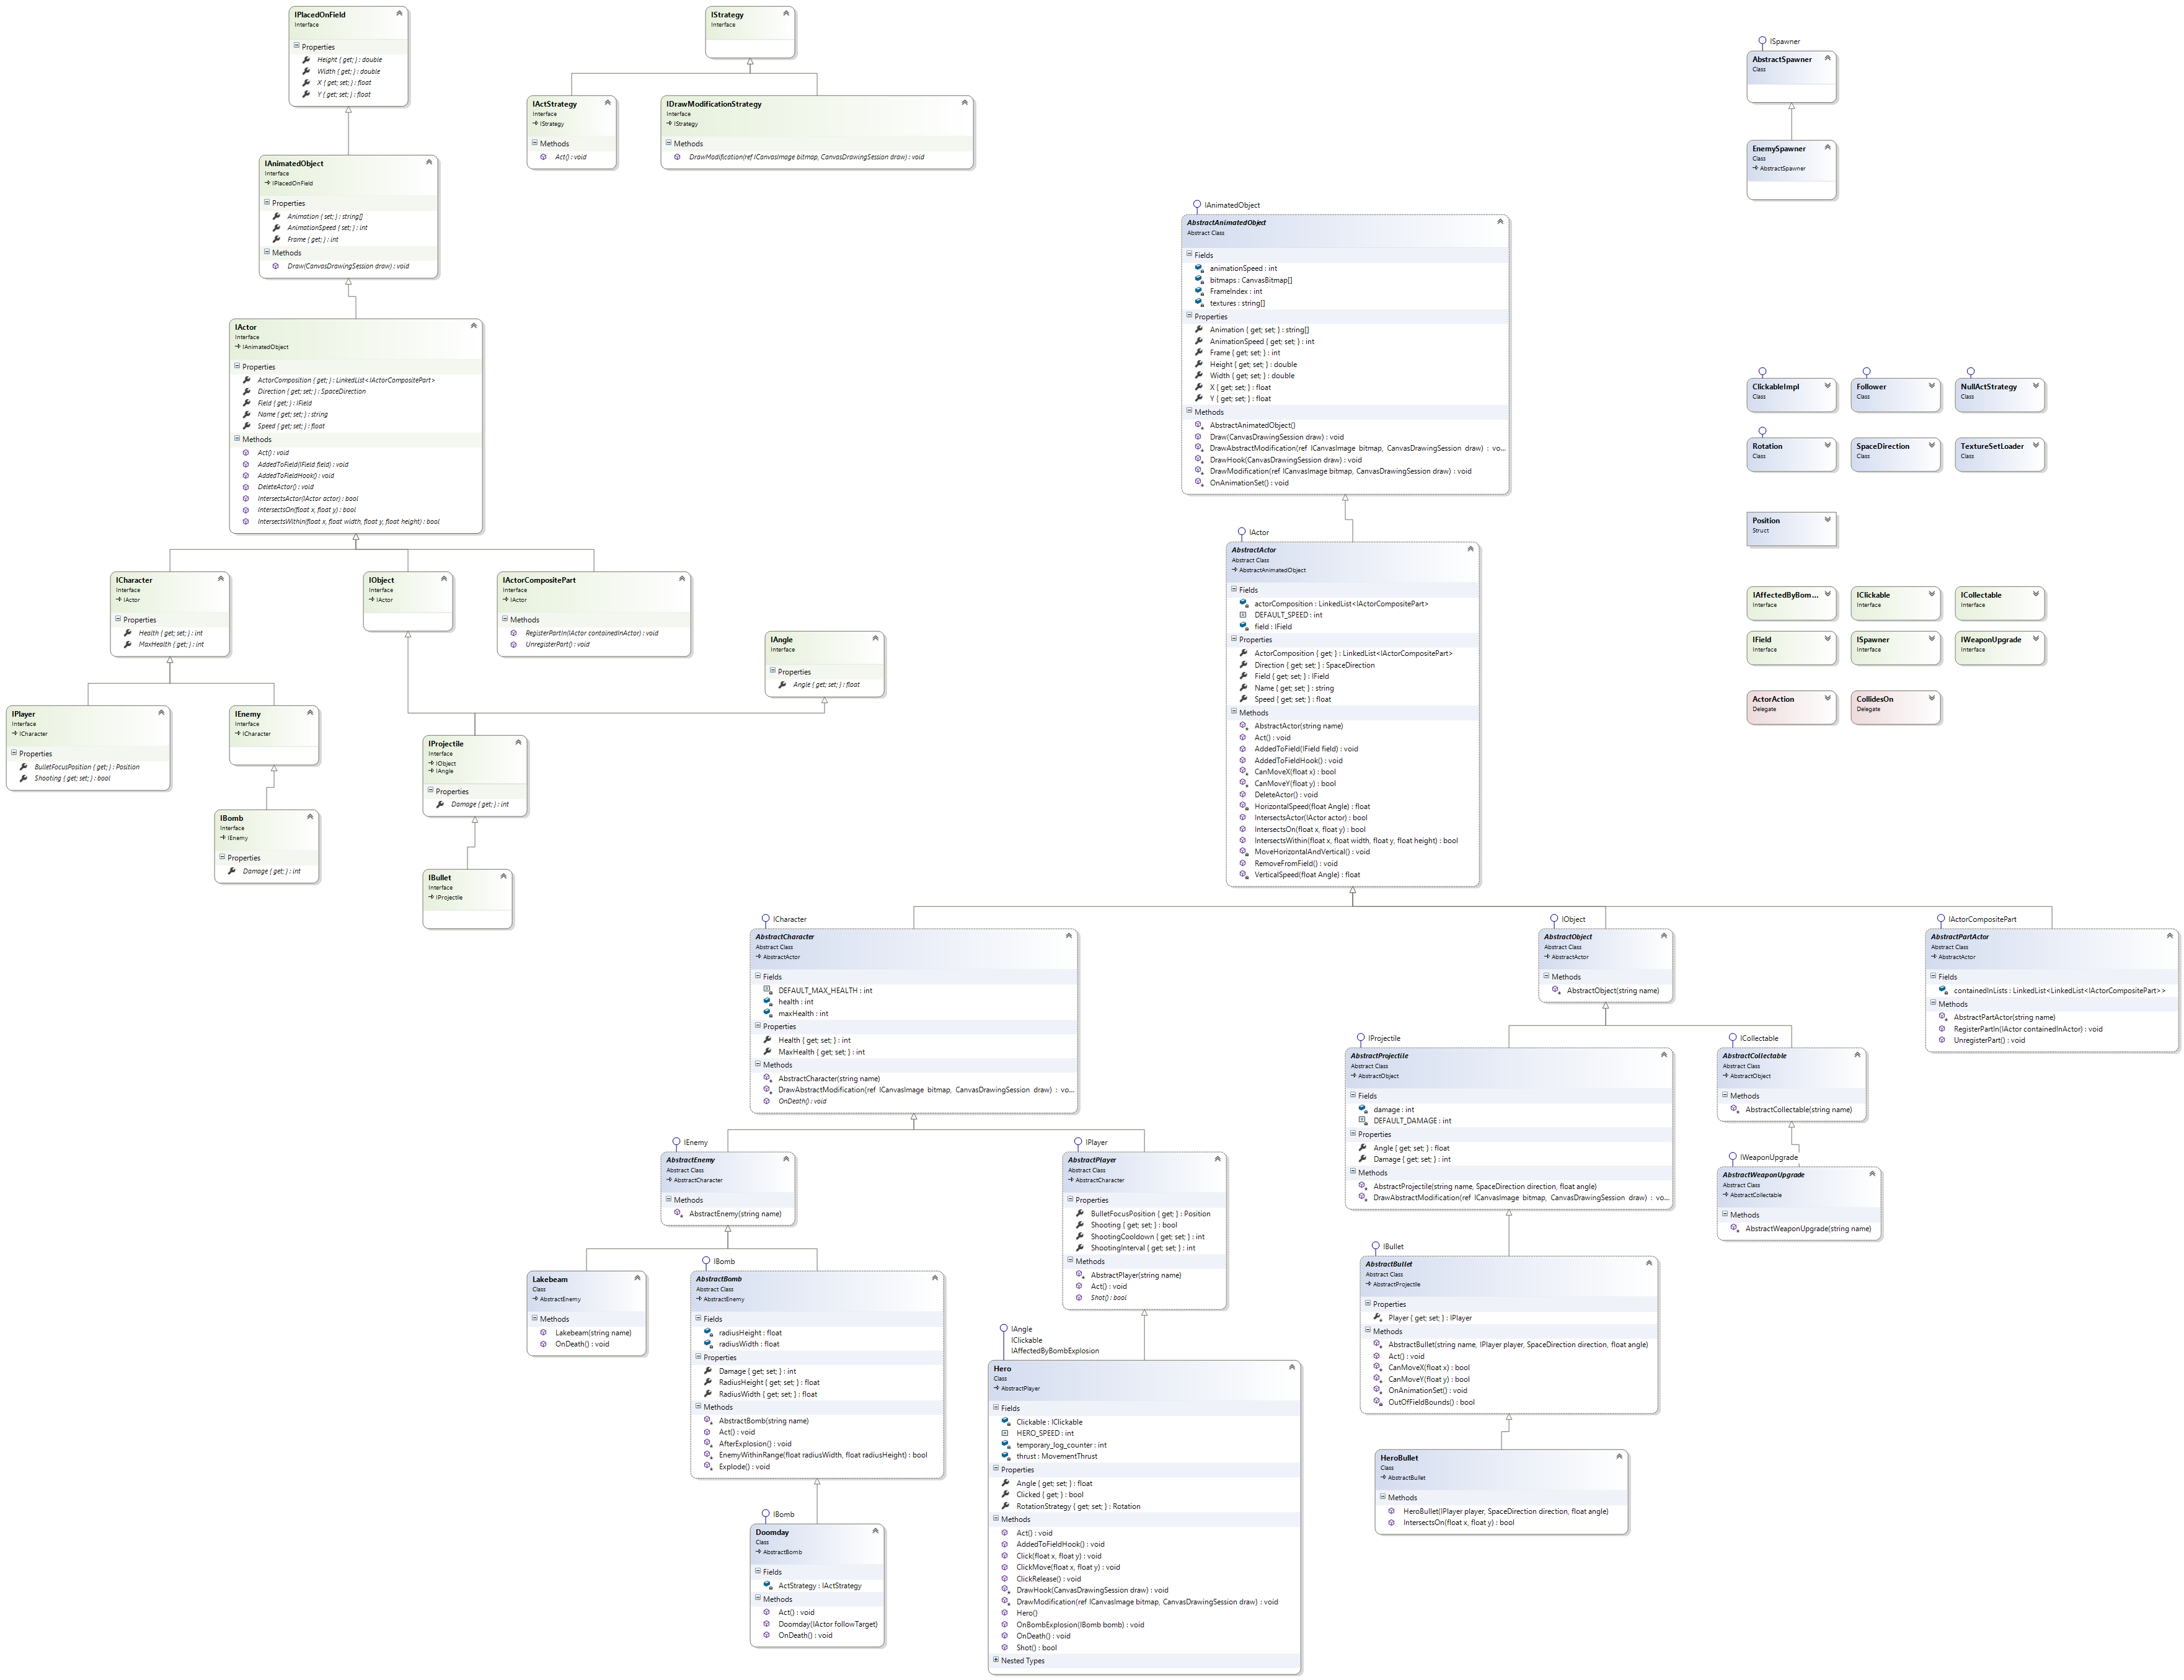 IPlacedOnField
Interface
Properties
Height { get; } : double
Width { get; } : double
X { get; set; } : float
Y { get; set; } : float
IStrategy
Interface
IActStrategy
Interface
IStrategy
Methods
Act() : void
IDrawModificationStrategy
Interface
IStrategy
Methods
DrawModification(ref ICanvasImage bitmap, CanvasDrawingSession draw) : void
ISpawner
AbstractSpawner
Class
EnemySpawner
Class
AbstractSpawner
IAnimatedObject
Interface
IPlacedOnField
Properties
Animation { set; } : string[]
AnimationSpeed { set; } : int
Frame { get; } : int
Methods
Draw(CanvasDrawingSession draw) : void
IActor
Interface
IAnimatedObject
Properties
ActorComposition { get; } : LinkedList<IActorCompositePart>
Direction { get; set; } : SpaceDirection
Field { get; } : IField
Name { get; set; } : string
Speed { get; set; } : float
Methods
Act() : void
AddedToField(IField field) : void
AddedToFieldHook() : void
DeleteActor() : void
IntersectsActor(IActor actor) : bool
IntersectsOn(float x, float y) : bool
IntersectsWithin(float x, float width, float y, float height) : bool
ICharacter
Interface
IActor
Properties
Health { get; set; } : int
MaxHealth { get; } : int
IObject
Interface
IActor
IActorCompositePart
Interface
IActor
Methods
RegisterPartIn(IActor containedInActor) : void
UnregisterPart() : void
IAngle
Interface
Properties
Angle { get; set; } : float
IPlayer
Interface
ICharacter
Properties
BulletFocusPosition { get; } : Position
Shooting { get; set; } : bool
IEnemy
Interface
ICharacter
IBomb
Interface
IEnemy
Properties
Damage { get; } : int
IProjectile
Interface
IObject
IAngle
Properties
Damage { get; } : int
IBullet
Interface
IProjectile
IAnimatedObject
AbstractAnimatedObject
Abstract Class
Fields
animationSpeed : int
bitmaps : CanvasBitmap[]
FrameIndex : int
textures : string[]
Properties
Animation { get; set; } : string[]
AnimationSpeed { get; set; } : int
Frame { get; set; } : int
Height { get; set; } : double
Width { get; set; } : double
X { get; set; } : float
Y { get; set; } : float
Methods
AbstractAnimatedObject()
Draw(CanvasDrawingSession draw) : void
DrawAbstractModification(ref ICanvasImage bitmap, CanvasDrawingSession draw) : vo...
DrawHook(CanvasDrawingSession draw) : void
DrawModification(ref ICanvasImage bitmap, CanvasDrawingSession draw) : void
OnAnimationSet() : void
IActor
AbstractActor
Abstract Class
AbstractAnimatedObject
Fields
actorComposition : LinkedList<IActorCompositePart>
DEFAULT_SPEED : int
field : IField
Properties
ActorComposition { get; } : LinkedList<IActorCompositePart>
Direction { get; set; } : SpaceDirection
Field { get; set; } : IField
Name { get; set; } : string
Speed { get; set; } : float
Methods
AbstractActor(string name)
Act() : void
AddedToField(IField field) : void
AddedToFieldHook() : void
CanMoveX(float x) : bool
CanMoveY(float y) : bool
DeleteActor() : void
HorizontalSpeed(float Angle) : float
IntersectsActor(IActor actor) : bool
IntersectsOn(float x, float y) : bool
IntersectsWithin(float x, float width, float y, float height) : bool
MoveHorizontalAndVertical() : void
RemoveFromField() : void
VerticalSpeed(float Angle) : float
ClickableImpl
Class
Follower
Class
NullActStrategy
Class
Rotation
Class
SpaceDirection
Class
TextureSetLoader
Class
Position
Struct
IAffectedByBom...
Interface
IClickable
Interface
ICollectable
Interface
IField
Interface
ISpawner
Interface
IWeaponUpgrade
Interface
ActorAction
Delegate
CollidesOn
Delegate
ICharacter
AbstractCharacter
Abstract Class
AbstractActor
Fields
DEFAULT_MAX_HEALTH : int
health : int
maxHealth : int
Properties
Health { get; set; } : int
MaxHealth { get; set; } : int
Methods
AbstractCharacter(string name)
DrawAbstractModification(ref ICanvasImage bitmap, CanvasDrawingSession draw) : vo...
OnDeath() : void
IObject
AbstractObject
Abstract Class
AbstractActor
Methods
AbstractObject(string name)
IActorCompositePart
AbstractPartActor
Abstract Class
AbstractActor
Fields
containedInLists : LinkedList<LinkedList<IActorCompositePart>>
Methods
AbstractPartActor(string name)
RegisterPartIn(IActor containedInActor) : void
UnregisterPart() : void
IProjectile
AbstractProjectile
Abstract Class
AbstractObject
Fields
damage : int
DEFAULT_DAMAGE : int
Properties
Angle { get; set; } : float
Damage { get; set; } : int
Methods
AbstractProjectile(string name, SpaceDirection direction, float angle)
DrawAbstractModification(ref ICanvasImage bitmap, CanvasDrawingSession draw) : vo...
ICollectable
AbstractCollectable
Abstract Class
AbstractObject
Methods
AbstractCollectable(string name)
IWeaponUpgrade
AbstractWeaponUpgrade
Abstract Class
AbstractCollectable
Methods
AbstractWeaponUpgrade(string name)
IEnemy
AbstractEnemy
Abstract Class
AbstractCharacter
Methods
AbstractEnemy(string name)
IPlayer
AbstractPlayer
Abstract Class
AbstractCharacter
Properties
BulletFocusPosition { get; } : Position
Shooting { get; set; } : bool
ShootingCooldown { get; set; } : int
ShootingInterval { get; set; } : int
Methods
AbstractPlayer(string name)
Act() : void
Shot() : bool
Lakebeam
Class
AbstractEnemy
Methods
Lakebeam(string name)
OnDeath() : void
IBomb
AbstractBomb
Abstract Class
AbstractEnemy
Fields
radiusHeight : float
radiusWidth : float
Properties
Damage { get; set; } : int
RadiusHeight { get; set; } : float
RadiusWidth { get; set; } : float
Methods
AbstractBomb(string name)
Act() : void
AfterExplosion() : void
EnemyWithinRange(float radiusWidth, float radiusHeight) : bool
Explode() : void
IBomb
Doomday
Class
AbstractBomb
Fields
ActStrategy : IActStrategy
Methods
Act() : void
Doomday(IActor followTarget)
OnDeath() : void
IAngle
IClickable
IAffectedByBombExplosion
Hero
Class
AbstractPlayer
Fields
Clickable : IClickable
HERO_SPEED : int
temporary_log_counter : int
thrust : MovementThrust
Properties
Angle { get; set; } : float
Clicked { get; } : bool
RotationStrategy { get; set; } : Rotation
Methods
Act() : void
AddedToFieldHook() : void
Click(float x, float y) : void
ClickMove(float x, float y) : void
ClickRelease() : void
DrawHook(CanvasDrawingSession draw) : void
DrawModification(ref ICanvasImage bitmap, CanvasDrawingSession draw) : void
Hero()
OnBombExplosion(IBomb bomb) : void
OnDeath() : void
Shot() : bool
Nested Types
IBullet
AbstractBullet
Abstract Class
AbstractProjectile
Properties
Player { get; set; } : IPlayer
Methods
AbstractBullet(string name, IPlayer player, SpaceDirection direction, float angle)
Act() : void
CanMoveX(float x) : bool
CanMoveY(float y) : bool
OnAnimationSet() : void
OutOfFieldBounds() : bool
HeroBullet
Class
AbstractBullet
Methods
HeroBullet(IPlayer player, SpaceDirection direction, float angle)
IntersectsOn(float x, float y) : bool